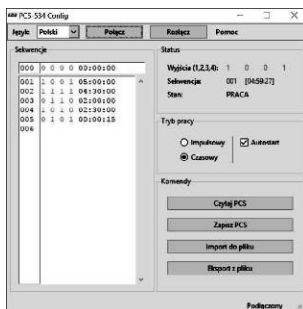 PCS-534 Config
Język: Polski Połącz Rozłącz Pomoc
Sekwencje
000 0 0 0 0 00:00:00
001 1 0 0 1 05:00:00
002 1 1 1 1 04:30:00
003 0 1 1 0 02:00:00
004 1 0 1 0 02:30:00
005 0 1 0 1 00:00:15
006
Status
Wyjścia (1,2,3,4): 1 0 0 1
Sekwencja: 001 [04:59:27]
Stan: PRACA
Tryb pracy
Impulsowy Autostart
Czasowy
Komendy
Czytaj PCS
Zapisz PCS
Import do pliku
Eksport z pliku
Podłączony